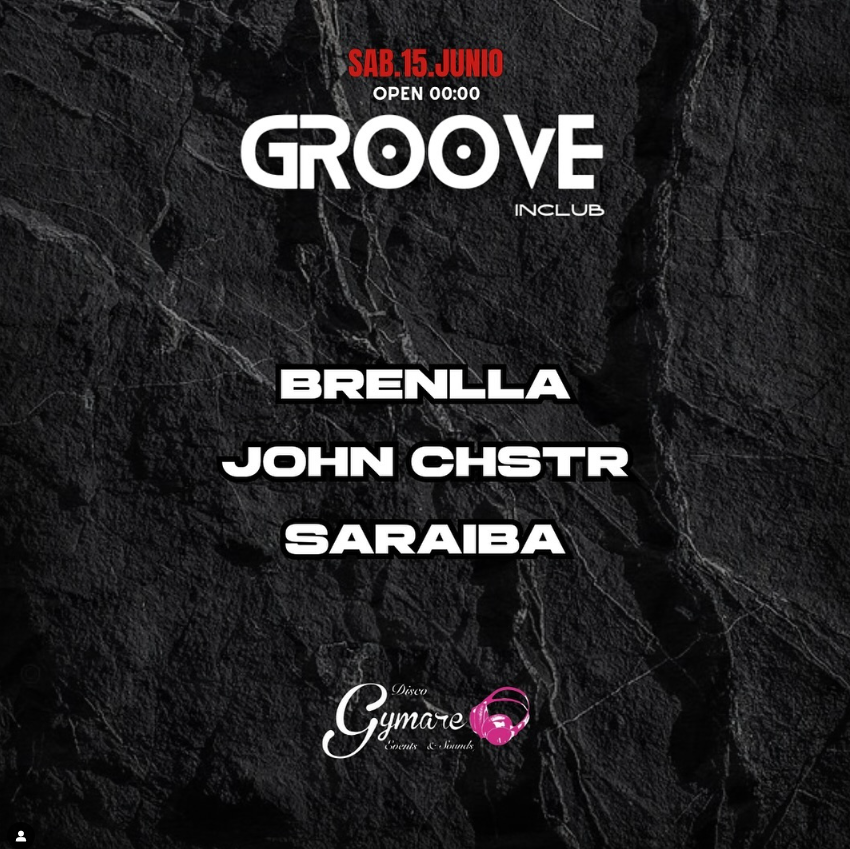 SAB.15.JUNIO
OPEN 00:00
GROOVE
INCLUB
BRENLLA
JOHN CHSTR
SARAIBA
Disco
Gymare
Events & Sounds